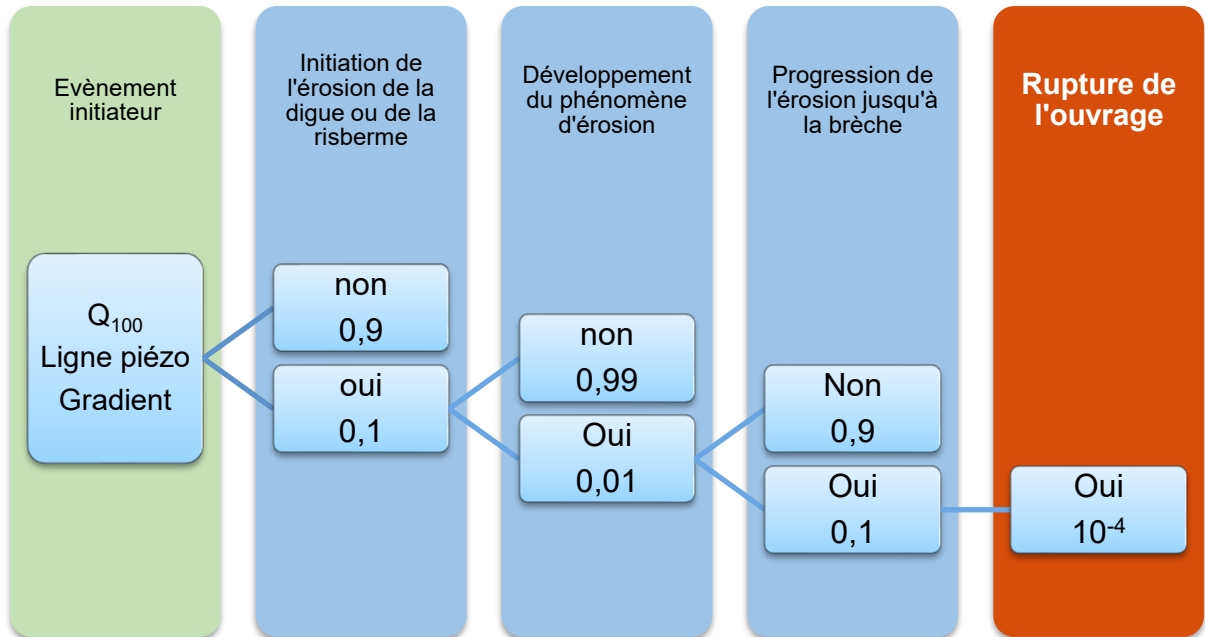 Evènement
initiateur
Initiation de
l'érosion de la
digue ou de la
risberme
Développement
du phénomène
d'érosion
Progression de
l'érosion jusqu'à
la brèche
Rupture de
l'ouvrage
Q100
Ligne piézo
Gradient
non
0,9
oui
0,1
non
0,99
Oui
0,01
Non
0,9
Oui
0,1
Oui
10-4